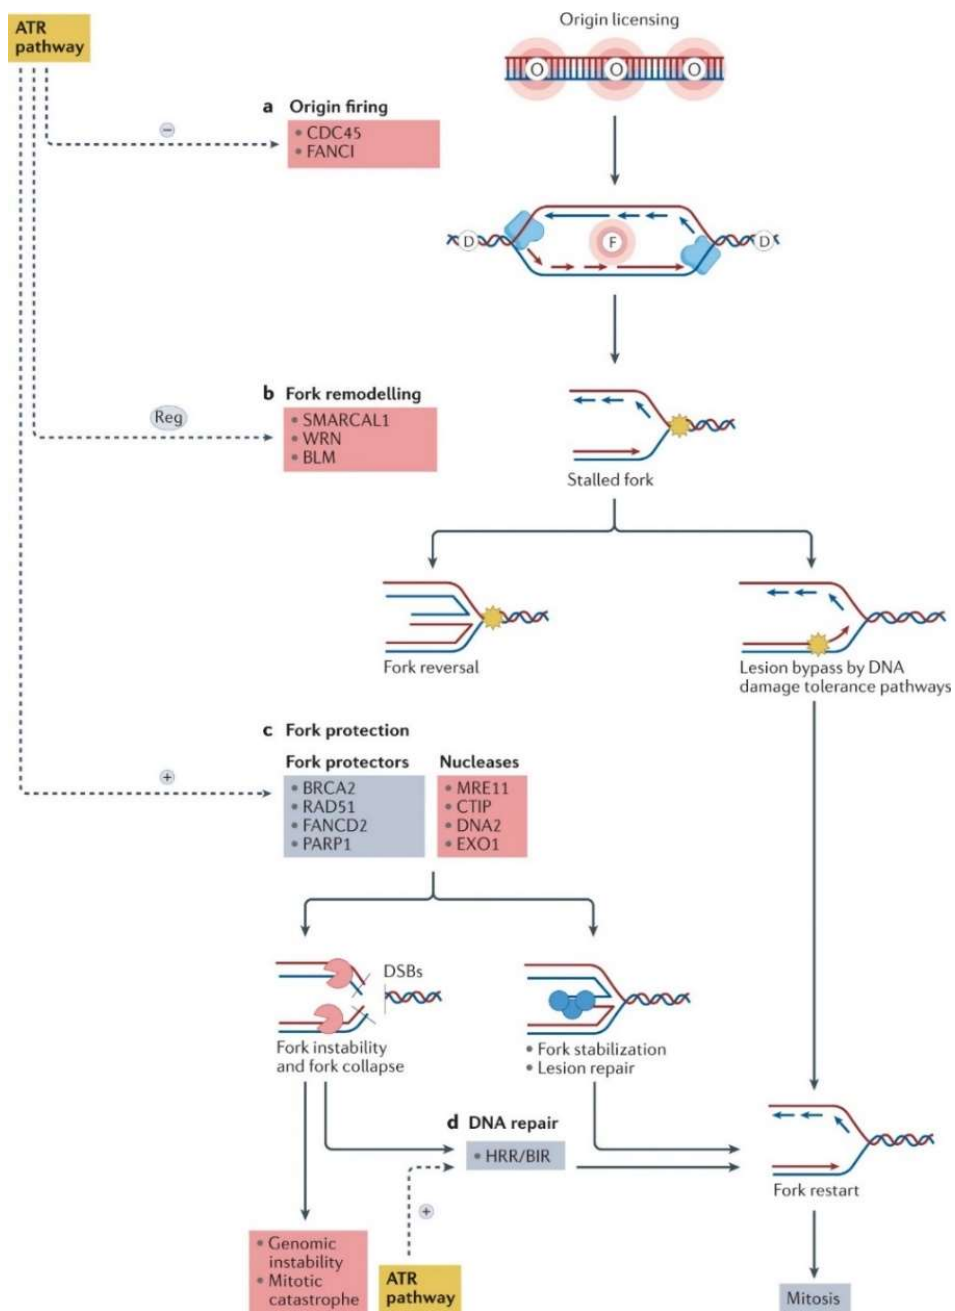 ATR
pathway
Origin licensing
O O O
a Origin firing
• CDC45
• FANCI
−
D F D
b Fork remodelling
• SMARCAL1
• WRN
• BLM
Reg
Stalled fork
Fork reversal
Lesion bypass by DNA
damage tolerance pathways
c Fork protection
Fork protectors
• BRCA2
• RAD51
• FANCD2
• PARP1
Nucleases
• MRE11
• CTIP
• DNA2
• EXO1
+
DSBs
Fork instability
and fork collapse
• Fork stabilization
• Lesion repair
d DNA repair
• HRR/BIR
Fork restart
+
• Genomic
instability
• Mitotic
catastrophe
ATR
pathway
Mitosis